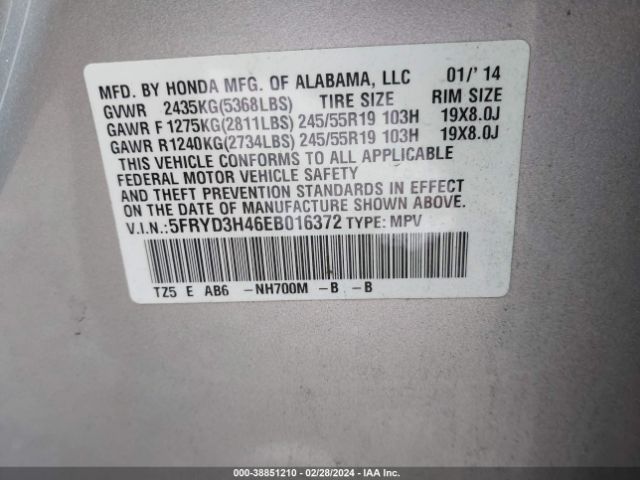 MFD. BY HONDA MFG. OF ALABAMA, LLC 01/'14
GVWR 2435KG(5368LBS) TIRE SIZE RIM SIZE
GAWR F 1275KG(2811LBS) 245/55R19 103H 19X8.0J
GAWR R1240KG(2734LBS) 245/55R19 103H 19X8.0J
THIS VEHICLE CONFORMS TO ALL APPLICABLE
FEDERAL MOTOR VEHICLE SAFETY
AND THEFT PREVENTION STANDARDS IN EFFECT
ON THE DATE OF MANUFACTURE SHOWN ABOVE.
V.I.N.: 5FRYD3H46EB016372 TYPE: MPV
TZ5 E AB6 -NH700M -B -B
000-38851210 - 02/28/2024 - IAAI.com